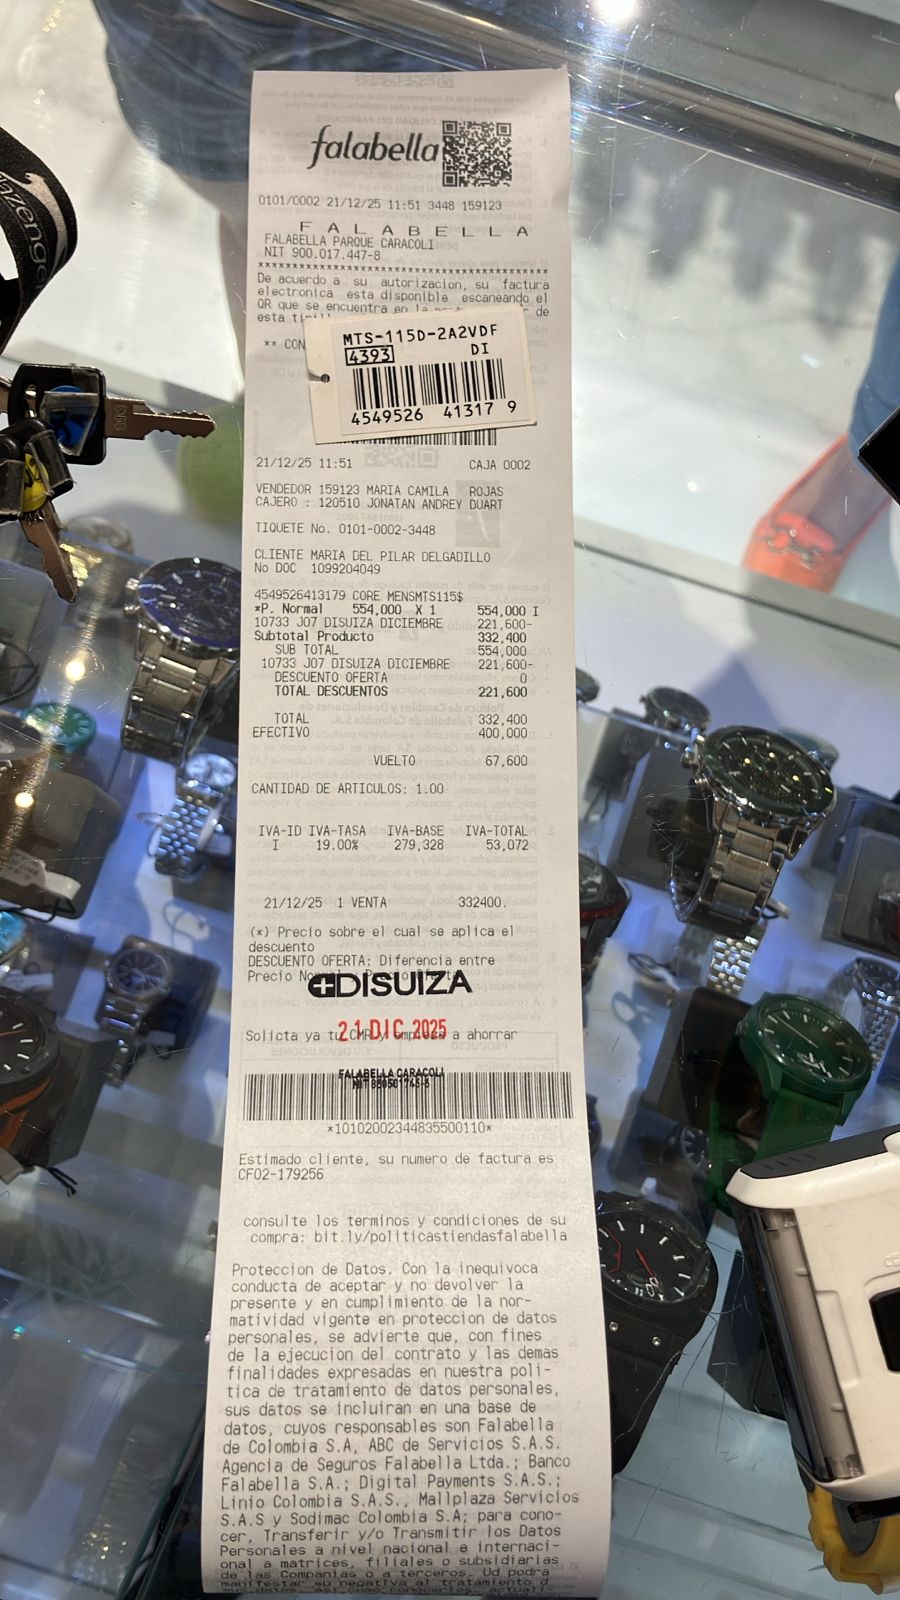 falabella
0101/0002 21/12/25 11:51 3448 159123
F A L A B E L L A
FALABELLA PARQUE CARACOLI
NIT 900.017.447-8
****************************************
De acuerdo a su autorizacion, su factura
electronica esta disponible escaneando el
QR que se encuentra en la de
esta
** CON
MTS-115D-2A2VDF
4393 DI
4549526 41317 9
21/12/25 11:51 CAJA 0002
VENDEDOR 159123 MARIA CAMILA ROJAS
CAJERO : 120510 JONATAN ANDREY DUART
TIQUETE No. 0101-0002-3448
CLIENTE MARIA DEL PILAR DELGADILLO
No DOC 1099204049
4549526413179 CORE MENSMTS115$
*P. Normal 554,000 X 1 554,000 I
10733 J07 DISUIZA DICIEMBRE 221,600-
Subtotal Producto 332,400
SUB TOTAL 554,000
10733 J07 DISUIZA DICIEMBRE 221,600-
DESCUENTO OFERTA 0
TOTAL DESCUENTOS 221,600
TOTAL 332,400
EFECTIVO 400,000
VUELTO 67,600
CANTIDAD DE ARTICULOS: 1.00
IVA-ID IVA-TASA IVA-BASE IVA-TOTAL
I 19.00% 279,328 53,072
21/12/25 1 VENTA 332400.
(*) Precio sobre el cual se aplica el
descuento
DESCUENTO OFERTA: Diferencia entre
Precio
DISUIZA
21 DIC 2025
Solicta ya tu CMR y empieza a ahorrar
FALABELLA CARACOLI
*10102002344835500110*
Estimado cliente, su numero de factura es
CF02-179256
consulte los terminos y condiciones de su
compra: bit.ly/politicastiendasfalabella
Proteccion de Datos. Con la inequivoca
conducta de aceptar y no devolver la
presente y en cumplimiento de la nor-
matividad vigente en proteccion de datos
personales, se advierte que, con fines
de la ejecucion del contrato y las demas
finalidades expresadas en nuestra poli-
tica de tratamiento de datos personales,
sus datos se incluiran en una base de
datos, cuyos responsables son Falabella
de Colombia S.A, ABC de Servicios S.A.S.
Agencia de Seguros Falabella Ltda.; Banco
Falabella S.A.; Digital Payments S.A.S.;
Linio Colombia S.A.S., Mallplaza Servicios
S.A.S y Sodimac Colombia S.A; para cono-
cer, Transferir y/o Transmitir los Datos
Personales a nivel nacional e internaci-
onal a matrices, filiales o subsidiarias
de las Companias o a terceros. Ud podra
manifestar su negativa al tratamiento d